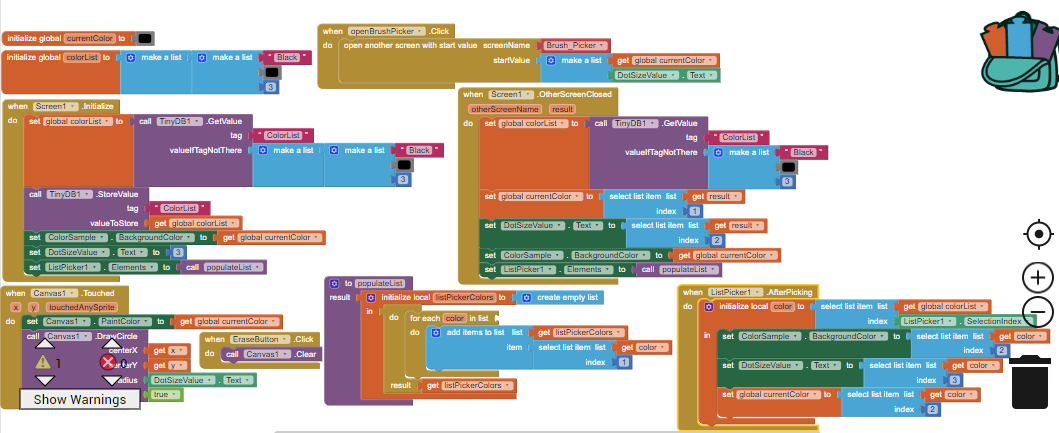 initialize global currentColor to
initialize global colorList to make a list make a list " Black "
3
when openBrushPicker .Click
do open another screen with start value screenName Brush_Picker
startValue make a list get global currentColor
DotSizeValue . Text
when Screen1 .Initialize
do set global colorList to call TinyDB1 .GetValue
tag " ColorList "
valueIfTagNotThere make a list make a list " Black "
3
call TinyDB1 .StoreValue
tag " ColorList "
valueToStore get global colorList
set ColorSample . BackgroundColor to get global currentColor
set DotSizeValue . Text to 3
set ListPicker1 . Elements to call populateList
when Screen1 .OtherScreenClosed
otherScreenName result
do set global colorList to call TinyDB1 .GetValue
tag " ColorList "
valueIfTagNotThere make a list " Black "
3
set global currentColor to select list item list get result
index 1
set DotSizeValue . Text to select list item list get result
index 2
set ColorSample . BackgroundColor to get global currentColor
set ListPicker1 . Elements to call populateList
when Canvas1 .Touched
x y touchedAnySprite
do set Canvas1 . PaintColor to get global currentColor
call Canvas1 .DrawCircle
centerX get x
centerY get y
radius DotSizeValue . Text
true
1
Show Warnings
when EraseButton .Click
do call Canvas1 .Clear
to populateList
result initialize local listPickerColors to create empty list
in do for each color in list
do add items to list list get listPickerColors
item select list item list get color
index 1
result get listPickerColors
when ListPicker1 .AfterPicking
do initialize local color to select list item list get global colorList
index ListPicker1 . SelectionIndex
in set ColorSample . BackgroundColor to select list item list get color
index 2
set DotSizeValue . Text to select list item list get color
index 3
set global currentColor to select list item list get color
index 2